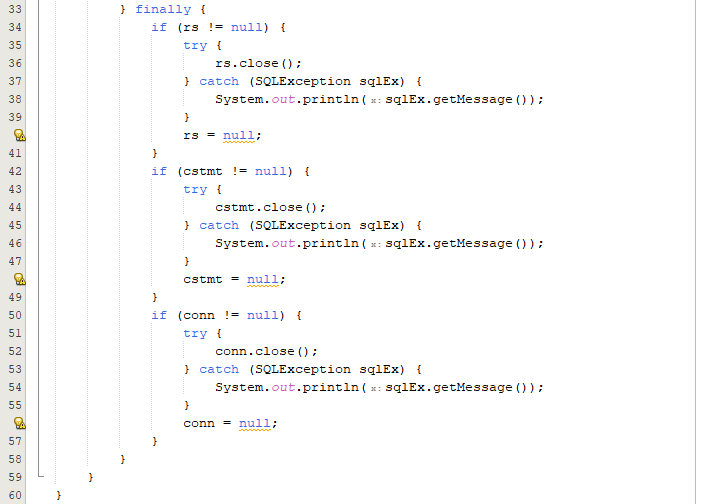 33 } finally {
34 if (rs != null) {
35 try {
36 rs.close();
37 } catch (SQLException sqlEx) {
38 System.out.println(x: sqlEx.getMessage());
39 }
rs = null;
41 }
42 if (cstmt != null) {
43 try {
44 cstmt.close();
45 } catch (SQLException sqlEx) {
46 System.out.println(x: sqlEx.getMessage());
47 }
cstmt = null;
49 }
50 if (conn != null) {
51 try {
52 conn.close();
53 } catch (SQLException sqlEx) {
54 System.out.println(x: sqlEx.getMessage());
55 }
conn = null;
57 }
58 }
59 }
60 }